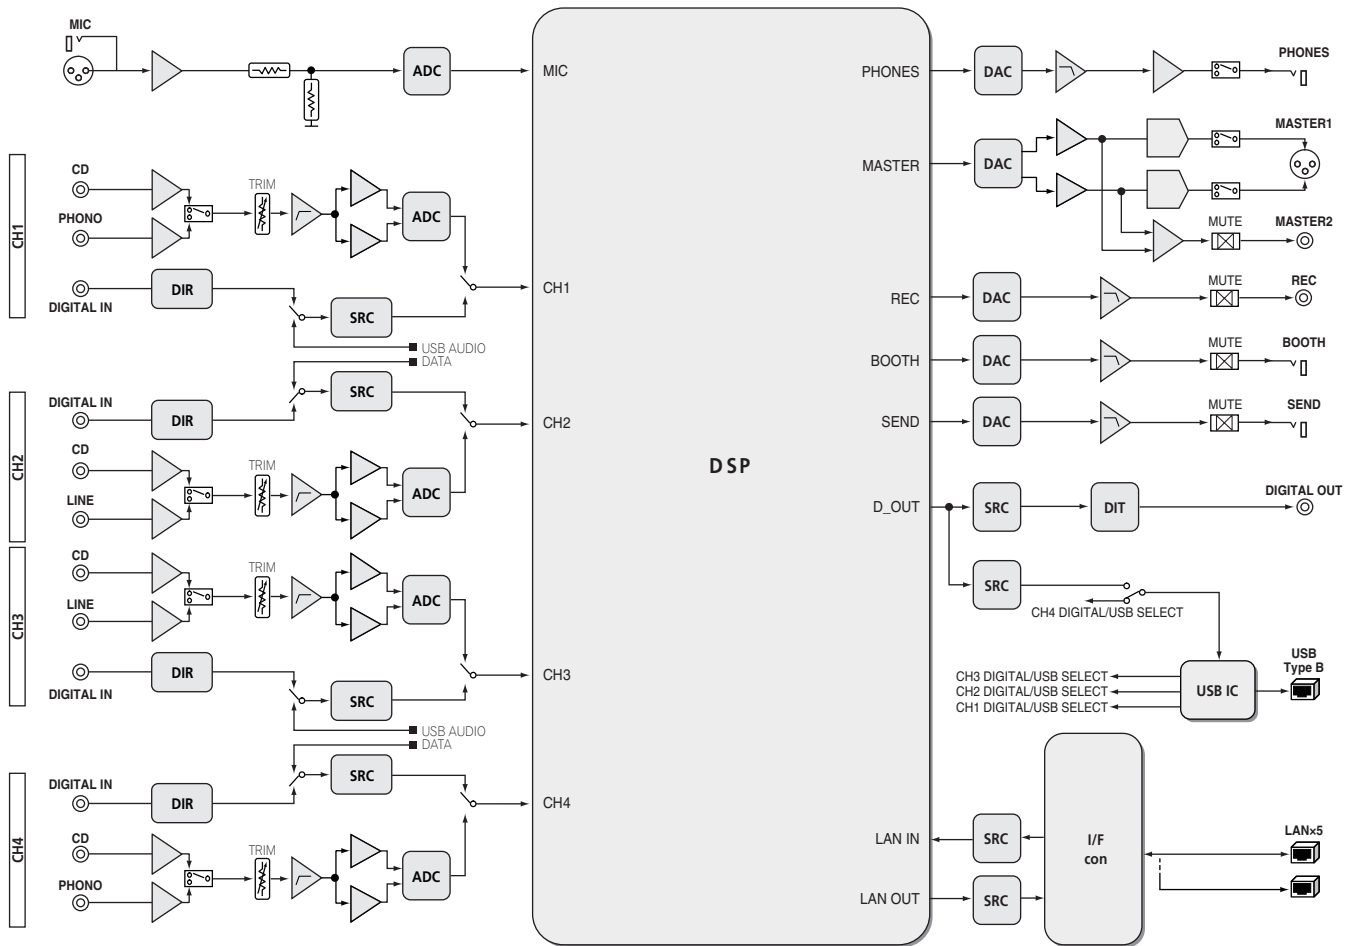 MIC
ADC
MIC
CH1
CD
PHONO
TRIM
ADC
DIGITAL IN
DIR
SRC
USB AUDIO
DATA
CH1
CH2
DIGITAL IN
DIR
SRC
CD
LINE
TRIM
ADC
CH2
CH3
CD
LINE
TRIM
ADC
DIGITAL IN
DIR
SRC
USB AUDIO
DATA
CH3
CH4
DIGITAL IN
DIR
SRC
CD
PHONO
TRIM
ADC
CH4
DSP
PHONES
DAC
PHONES
MASTER
DAC
MASTER1
MUTE
MASTER2
REC
DAC
MUTE
REC
BOOTH
DAC
MUTE
BOOTH
SEND
DAC
MUTE
SEND
D_OUT
SRC
DIT
DIGITAL OUT
SRC
CH4 DIGITAL/USB SELECT
CH3 DIGITAL/USB SELECT
CH2 DIGITAL/USB SELECT
CH1 DIGITAL/USB SELECT
USB IC
USB
Type B
LAN IN
SRC
LAN OUT
SRC
I/F
con
LAN×5